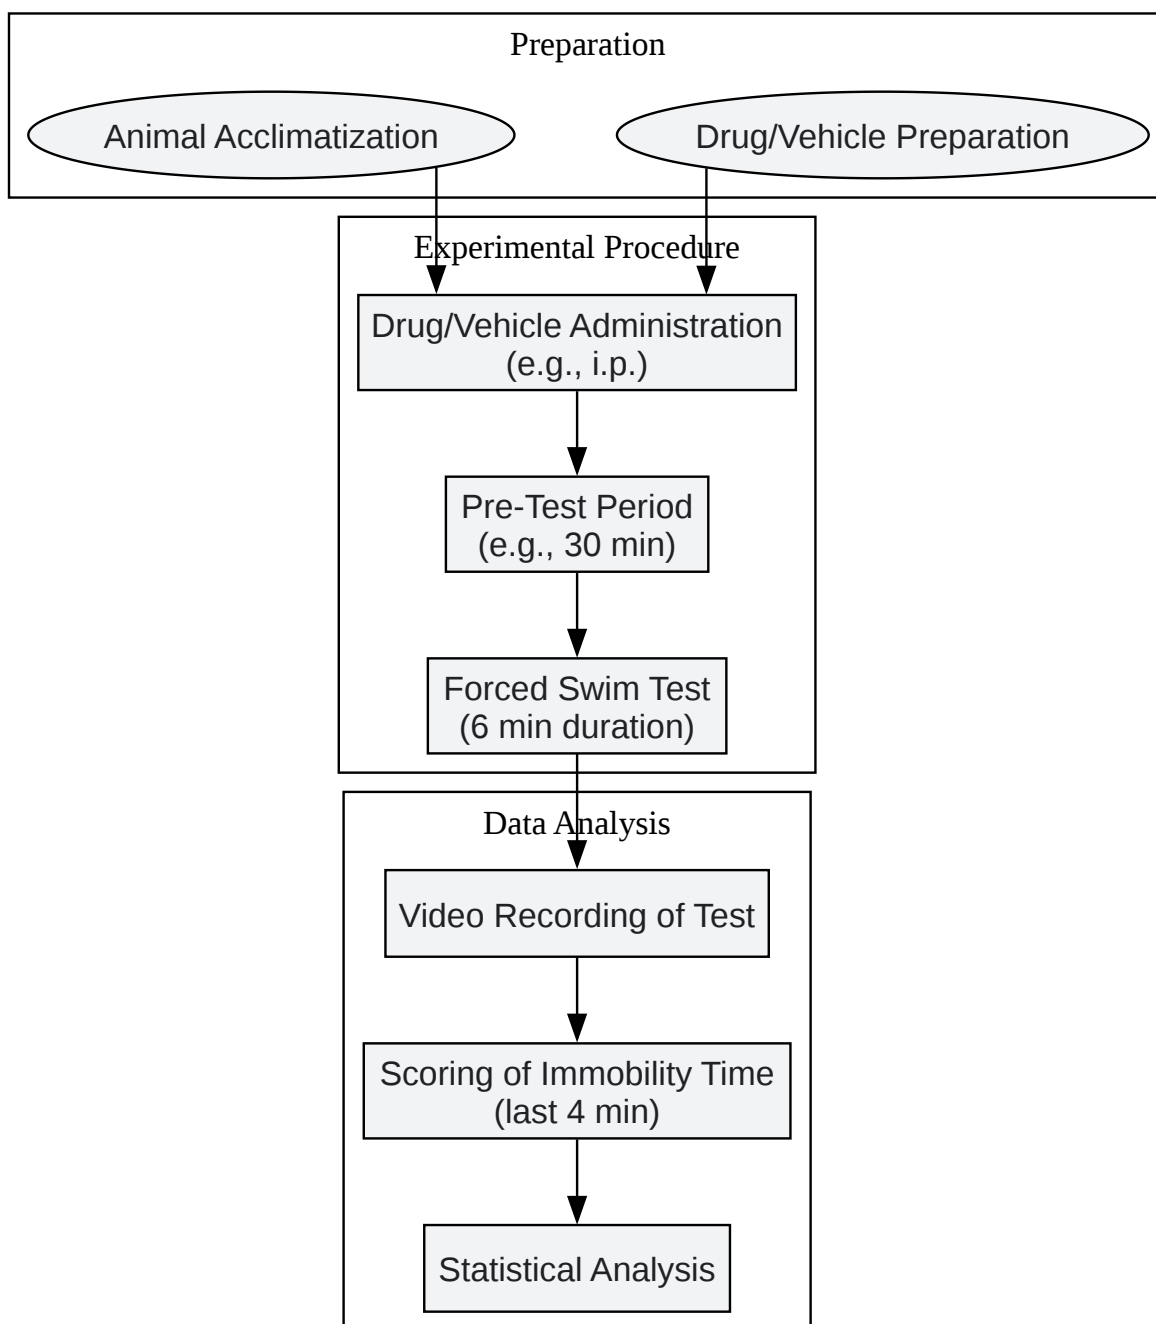 Preparation
Animal Acclimatization
Drug/Vehicle Preparation
Experimental Procedure
Drug/Vehicle Administration
(e.g., i.p.)
Pre-Test Period
(e.g., 30 min)
Forced Swim Test
(6 min duration)
Data Analysis
Video Recording of Test
Scoring of Immobility Time
(last 4 min)
Statistical Analysis